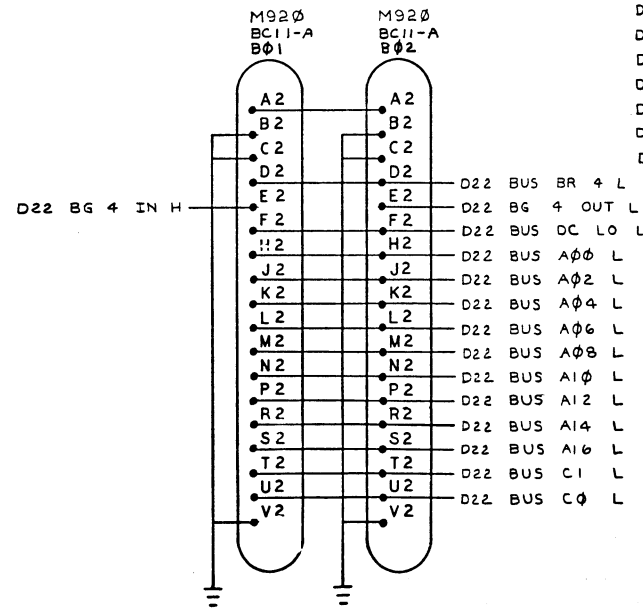 M92Ø M92Ø
BC11-A BC11-A
BØ1 BØ2
A2 A2
B2 B2
C2 C2
D2 D2 D22 BUS BR 4 L
D22 BG 4 IN H E2 E2 D22 BG 4 OUT L
F2 F2 D22 BUS DC LO L
H2 H2 D22 BUS AØØ L
J2 J2 D22 BUS AØ2 L
K2 K2 D22 BUS AØ4 L
L2 L2 D22 BUS AØ6 L
M2 M2 D22 BUS AØ8 L
N2 N2 D22 BUS A1Ø L
P2 P2 D22 BUS A12 L
R2 R2 D22 BUS A14 L
S2 S2 D22 BUS A16 L
T2 T2 D22 BUS C1 L
U2 U2 D22 BUS CØ L
V2 V2